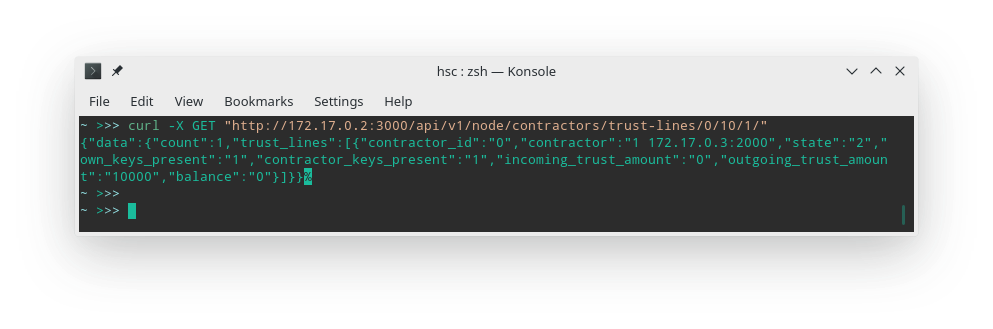 hsc : zsh — Konsole
File Edit View Bookmarks Settings Help
~ >>> curl -X GET "http://172.17.0.2:3000/api/v1/node/contractors/trust-lines/0/10/1/"
{"data":{"count":1,"trust_lines":[{"contractor_id":"0","contractor":"1 172.17.0.3:2000","state":"2","
own_keys_present":"1","contractor_keys_present":"1","incoming_trust_amount":"0","outgoing_trust_amoun
t":"10000","balance":"0"}]}}%
~ >>>
~ >>>